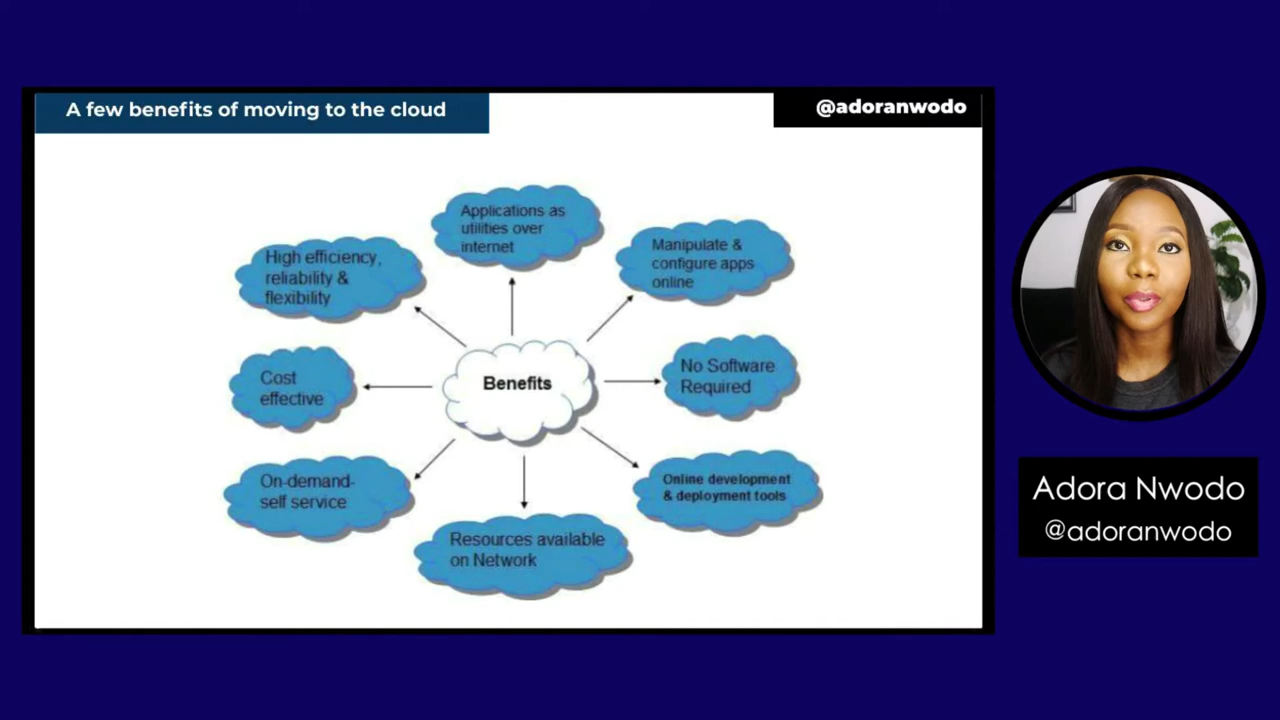 A few benefits of moving to the cloud
@adoranwodo
Applications as
utilities over
internet
Manipulate &
configure apps
online
High efficiency,
reliability &
flexibility
No Software
Required
Cost
effective
Benefits
Online development
& deployment tools
On-demand-
self service
Resources available
on Network
Adora Nwodo
@adoranwodo